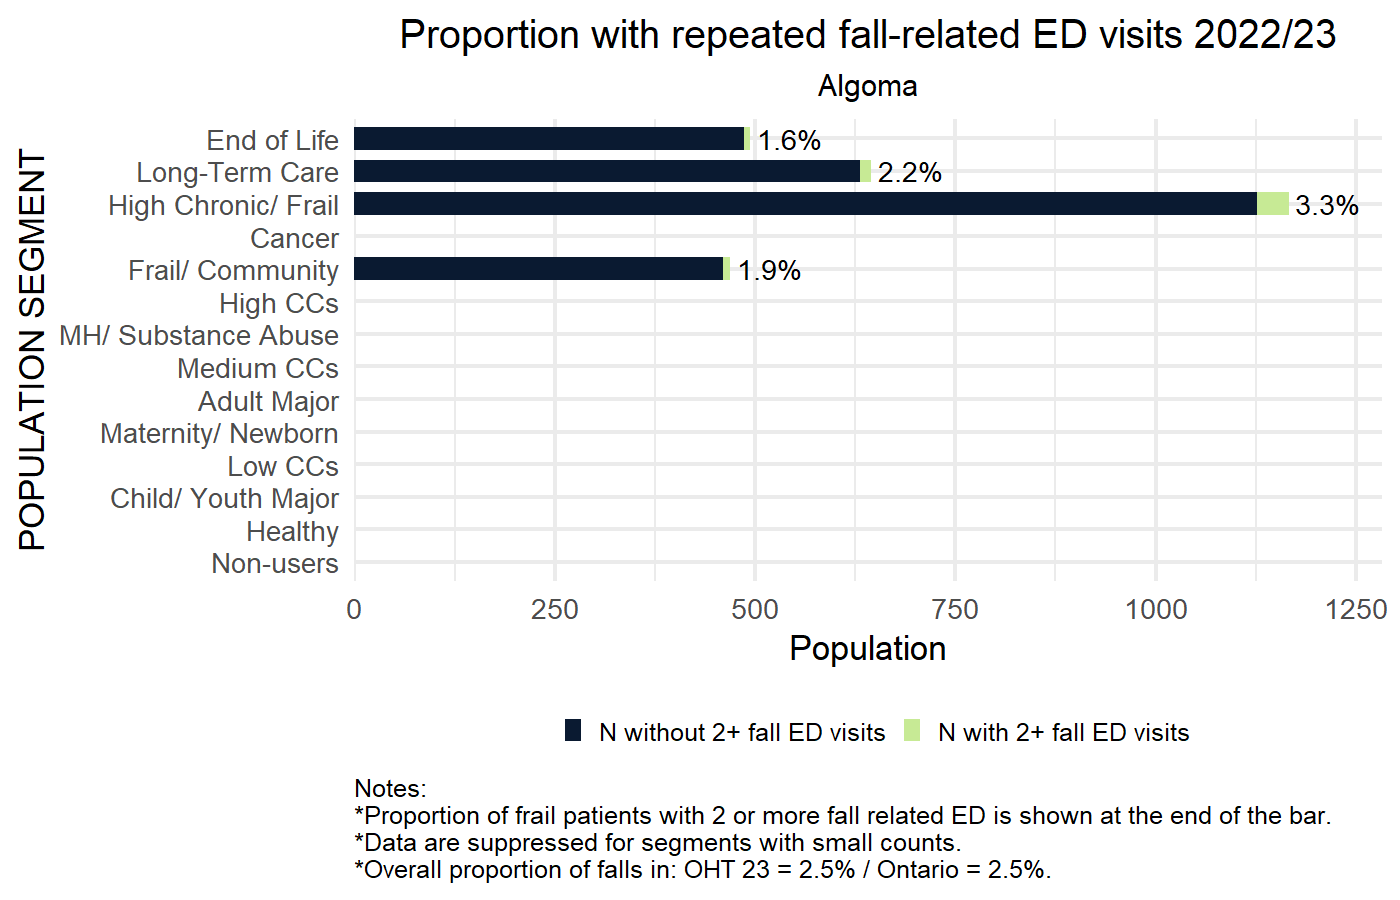 Proportion with repeated fall-related ED visits 2022/23
Algoma
POPULATION SEGMENT
End of Life
1.6%
Long-Term Care
2.2%
High Chronic/ Frail
3.3%
Cancer
Frail/ Community
1.9%
High CCs
MH/ Substance Abuse
Medium CCs
Adult Major
Maternity/ Newborn
Low CCs
Child/ Youth Major
Healthy
Non-users
0 250 500 750 1000 1250
Population
N without 2+ fall ED visits N with 2+ fall ED visits
Notes:
*Proportion of frail patients with 2 or more fall related ED is shown at the end of the bar.
*Data are suppressed for segments with small counts.
*Overall proportion of falls in: OHT 23 = 2.5% / Ontario = 2.5%.